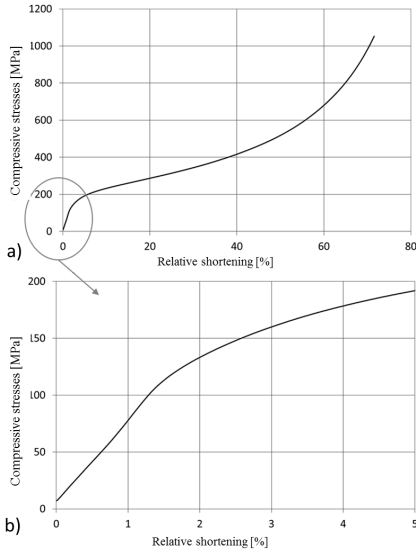 1200
1000
800
600
400
200
0
Compressive stresses [MPa]
0 20 40 60 80
Relative shortening [%]
a)
200
150
100
50
0
Compressive stresses [MPa]
0 1 2 3 4 5
Relative shortening [%]
b)